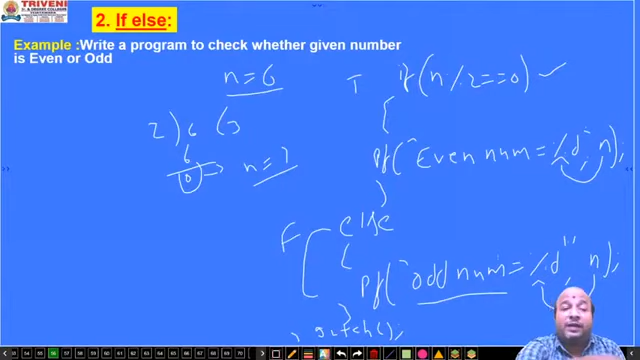 TRIVENI
2. If else:
Example :Write a program to check whether given number
is Even or Odd
n=6
T if(n%2==0)
2)6(3
{
6
0
n=7
pf("Even num=%d", n);
}
F else
{
pf("odd num=%d", n);
}
getch();